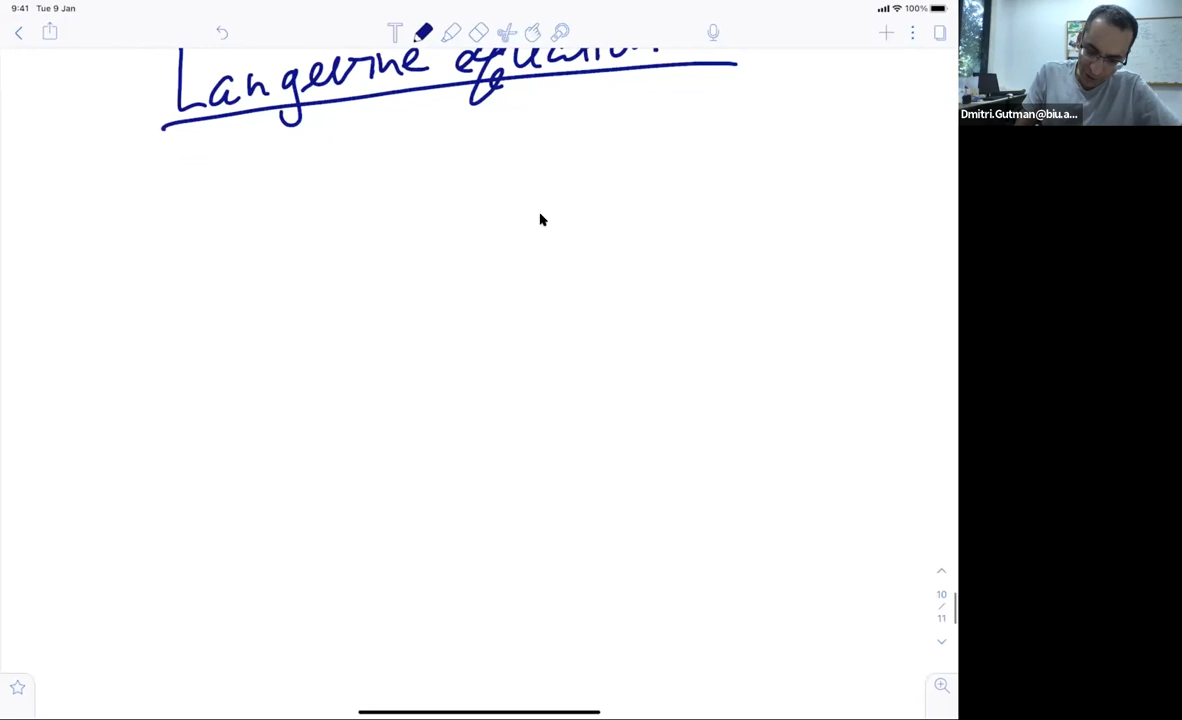 9:41 Tue 9 Jan
100%
Langevine equation
T
Dmitri.Gutman@biu.a...
10
/
11